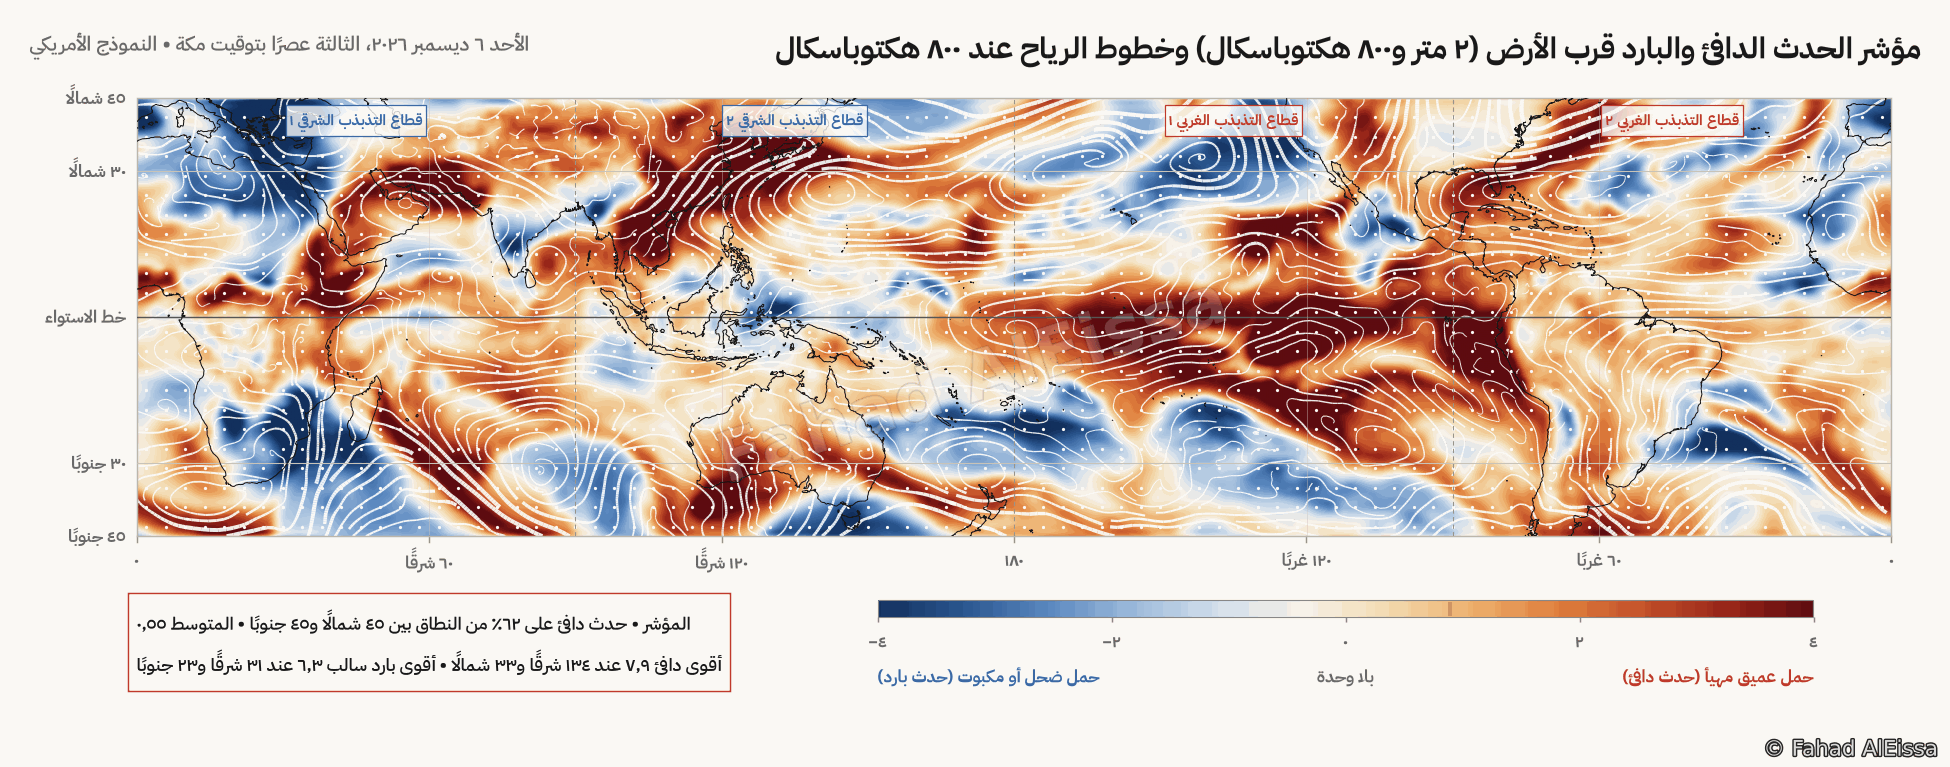 مؤشر الحدث الدافئ والبارد قرب الأرض (٢ متر و٨٠٠ هكتوباسكال) وخطوط الرياح عند ٨٠٠ هكتوباسكال
الأحد ٦ ديسمبر ٢٠٢٦، الثالثة عصرًا بتوقيت مكة • النموذج الأمريكي
قطاع التذبذب الشرقي ١
قطاع التذبذب الشرقي ٢
قطاع التذبذب الغربي ١
قطاع التذبذب الغربي ٢
٤٥ شمالًا
٣٠ شمالًا
خط الاستواء
٣٠ جنوبًا
٤٥ جنوبًا
٠
٦٠ شرقًا
١٢٠ شرقًا
١٨٠
١٢٠ غربًا
٦٠ غربًا
٠
Fahad AlEissa
المؤشر • حدث دافئ على ٦٢٪ من النطاق بين ٤٥ شمالًا و٤٥ جنوبًا • المتوسط ٠,٥٥
أقوى دافئ ٧,٩ عند ١٣٤ شرقًا و٣٣ شمالًا • أقوى بارد سالب ٦,٣ عند ٣١ شرقًا و٢٣ جنوبًا
−٤
−٢
٠
٢
٤
حمل ضحل أو مكبوت (حدث بارد)
بلا وحدة
حمل عميق مهيأ (حدث دافئ)
© Fahad AlEissa